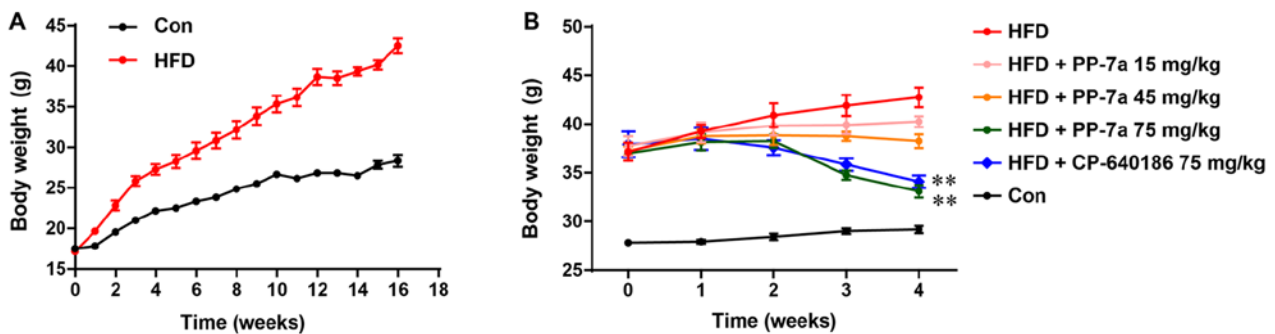 A
Con
HFD
Body weight (g)
45
40
35
30
25
20
15
0 2 4 6 8 10 12 14 16 18
Time (weeks)
B
Body weight (g)
50
45
40
35
30
25
0 1 2 3 4
Time (weeks)
**
**
HFD
HFD + PP-7a 15 mg/kg
HFD + PP-7a 45 mg/kg
HFD + PP-7a 75 mg/kg
HFD + CP-640186 75 mg/kg
Con